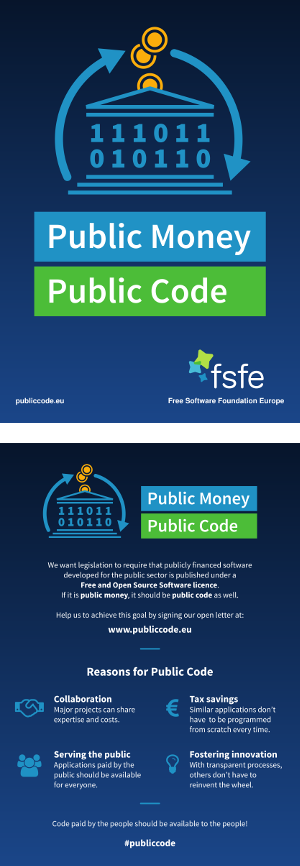 111011
010110
Public Money
Public Code
fsfe
publiccode.eu
Free Software Foundation Europe
111011
010110
Public Money
Public Code
We want legislation to require that publicly financed software
developed for the public sector is published under a
Free and Open Source Software licence.
If it is public money, it should be public code as well.
Help us to achieve this goal by signing our open letter at:
www.publiccode.eu
Reasons for Public Code
Collaboration
Major projects can share
expertise and costs.
Tax savings
Similar applications don't
have to be programmed
from scratch every time.
Serving the public
Applications paid by the
public should be available
for everyone.
Fostering innovation
With transparent processes,
others don't have to
reinvent the wheel.
Code paid by the people should be available to the people!
#publiccode